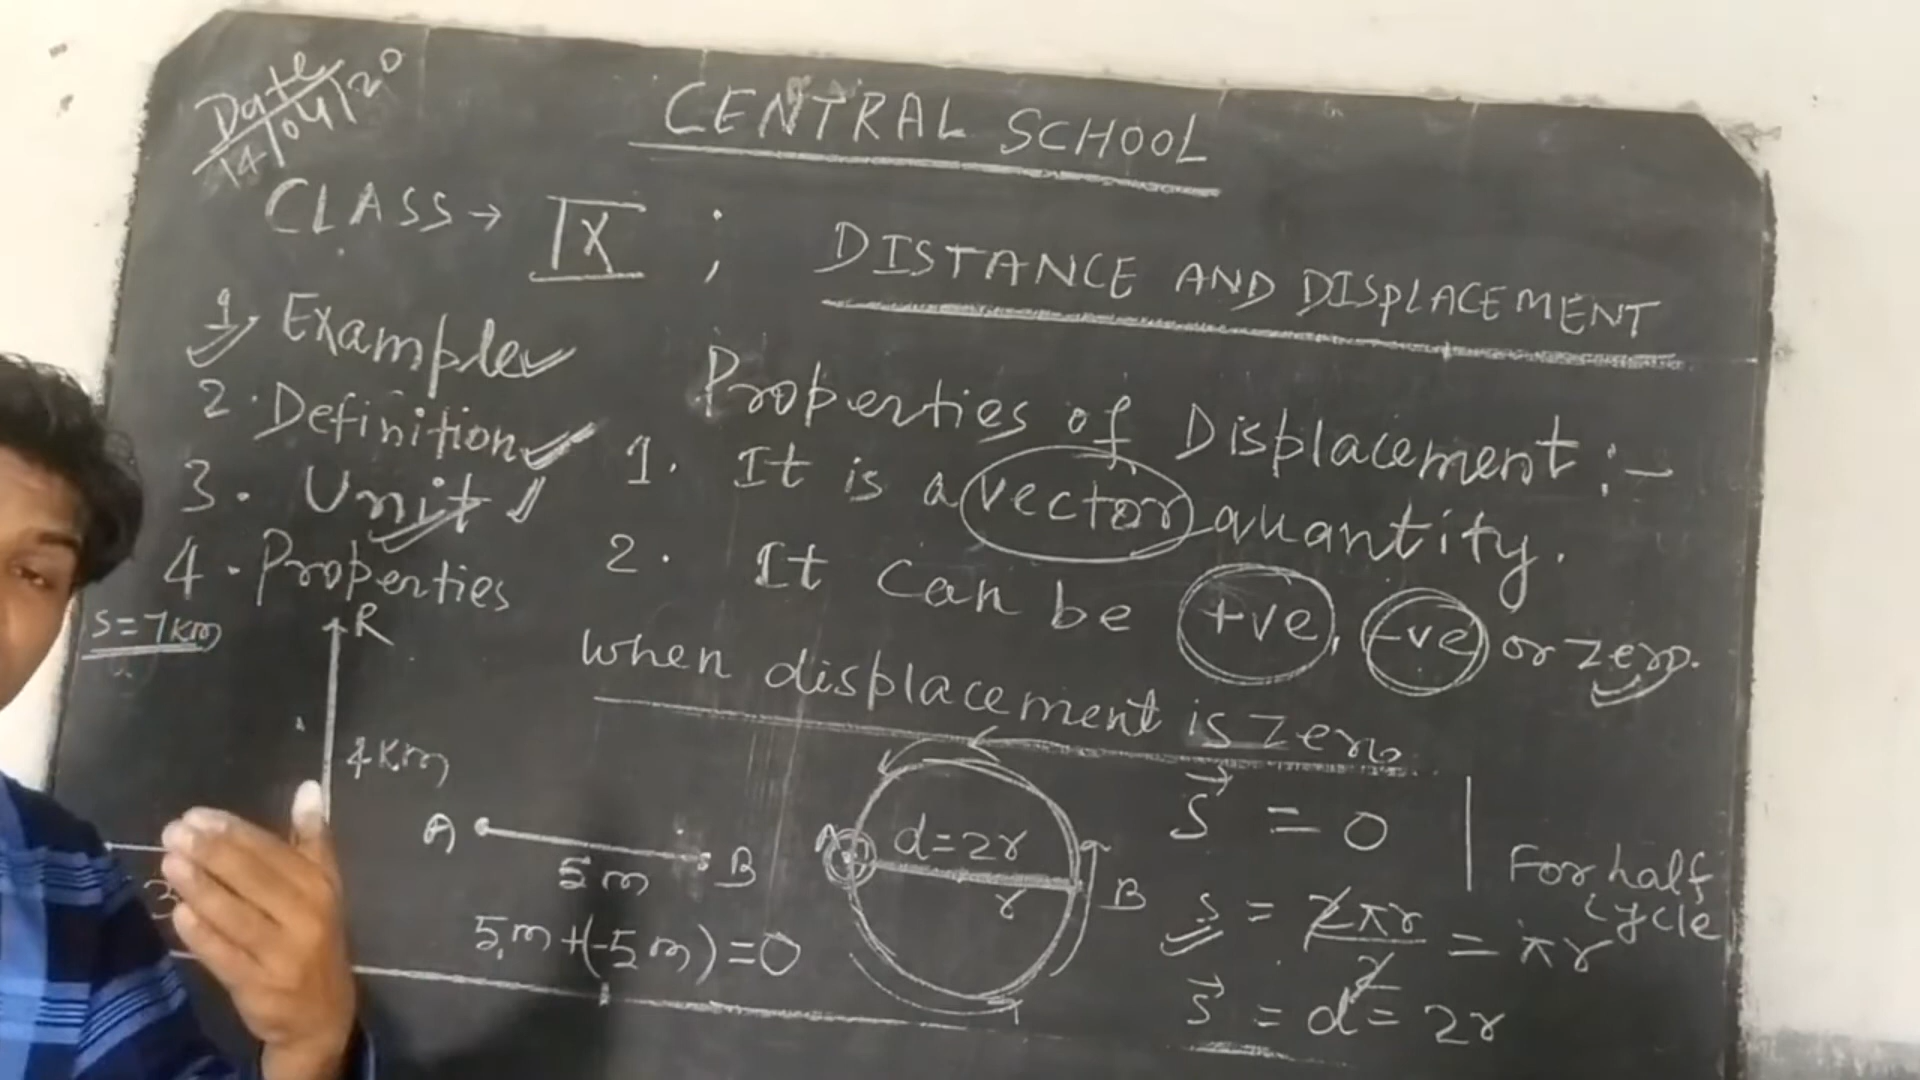 Date
14/04/20
CENTRAL SCHOOL
CLASS → IX ; DISTANCE AND DISPLACEMENT
1. Example
2. Definition
3. Unit
4. Properties
Properties of Displacement :-
1. It is a vector quantity.
2. It can be +ve, -ve or zero.
when displacement is zero
S=7km
R
4km
3
A B
5m
5m+(-5m)=0
A d=2r
r B
s⃗ = 0
For half
cycle
s = 2πr/2 = πr
s⃗ = d = 2r